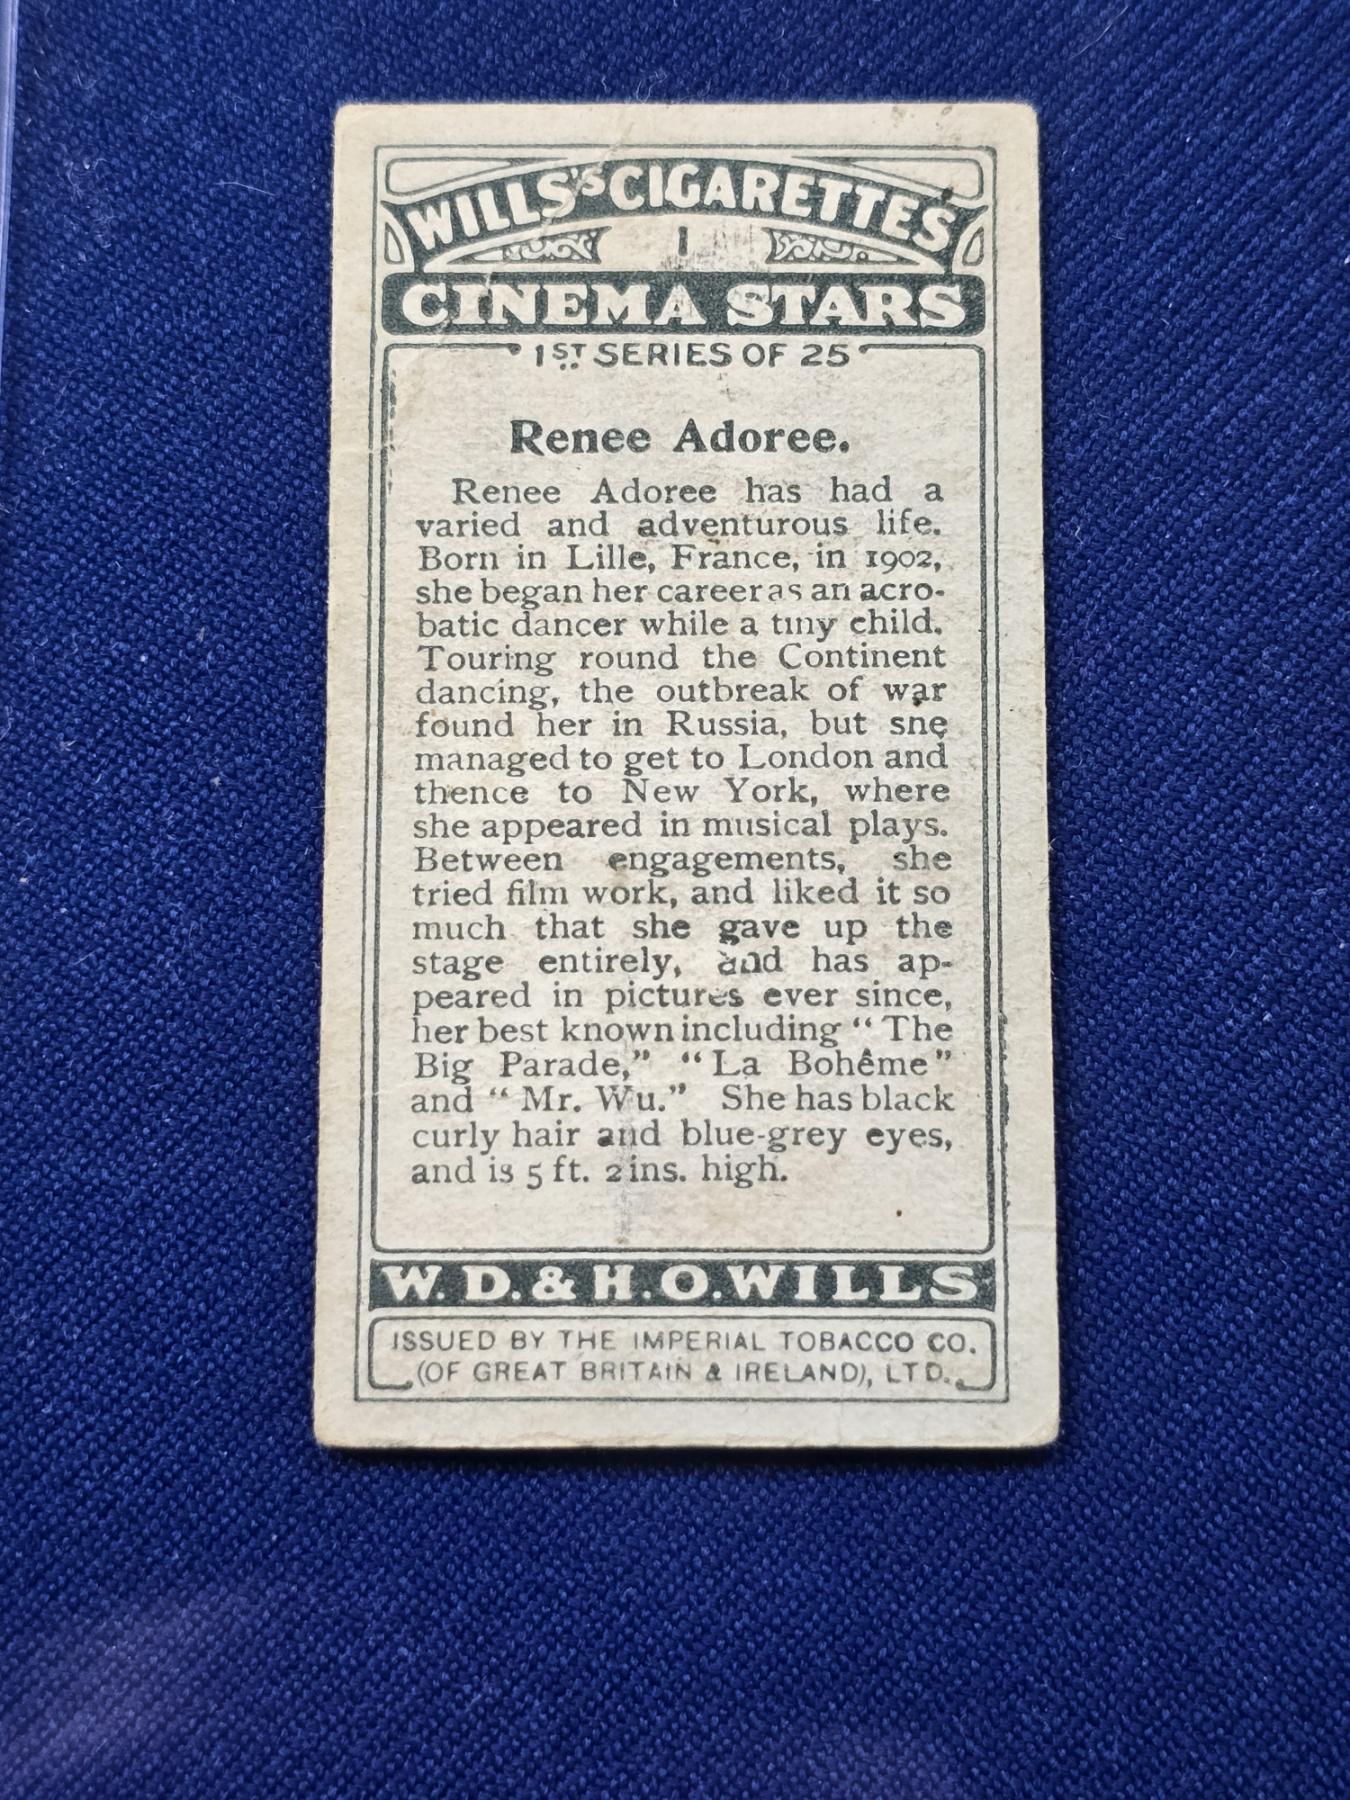 WILLS'S CIGARETTES
1
CINEMA STARS
1ST SERIES OF 25
Renee Adoree.
Renee Adoree has had a
varied and adventurous life.
Born in Lille, France, in 1902,
she began her career as an acro-
batic dancer while a tiny child.
Touring round the Continent
dancing, the outbreak of war
found her in Russia, but she
managed to get to London and
thence to New York, where
she appeared in musical plays.
Between engagements, she
tried film work, and liked it so
much that she gave up the
stage entirely, and has ap-
peared in pictures ever since,
her best known including “The
Big Parade,” “La Bohême”
and “Mr. Wu.” She has black
curly hair and blue-grey eyes,
and is 5 ft. 2 ins. high.
W.D.& H.O.WILLS
ISSUED BY THE IMPERIAL TOBACCO CO.
(OF GREAT BRITAIN & IRELAND), LTD.